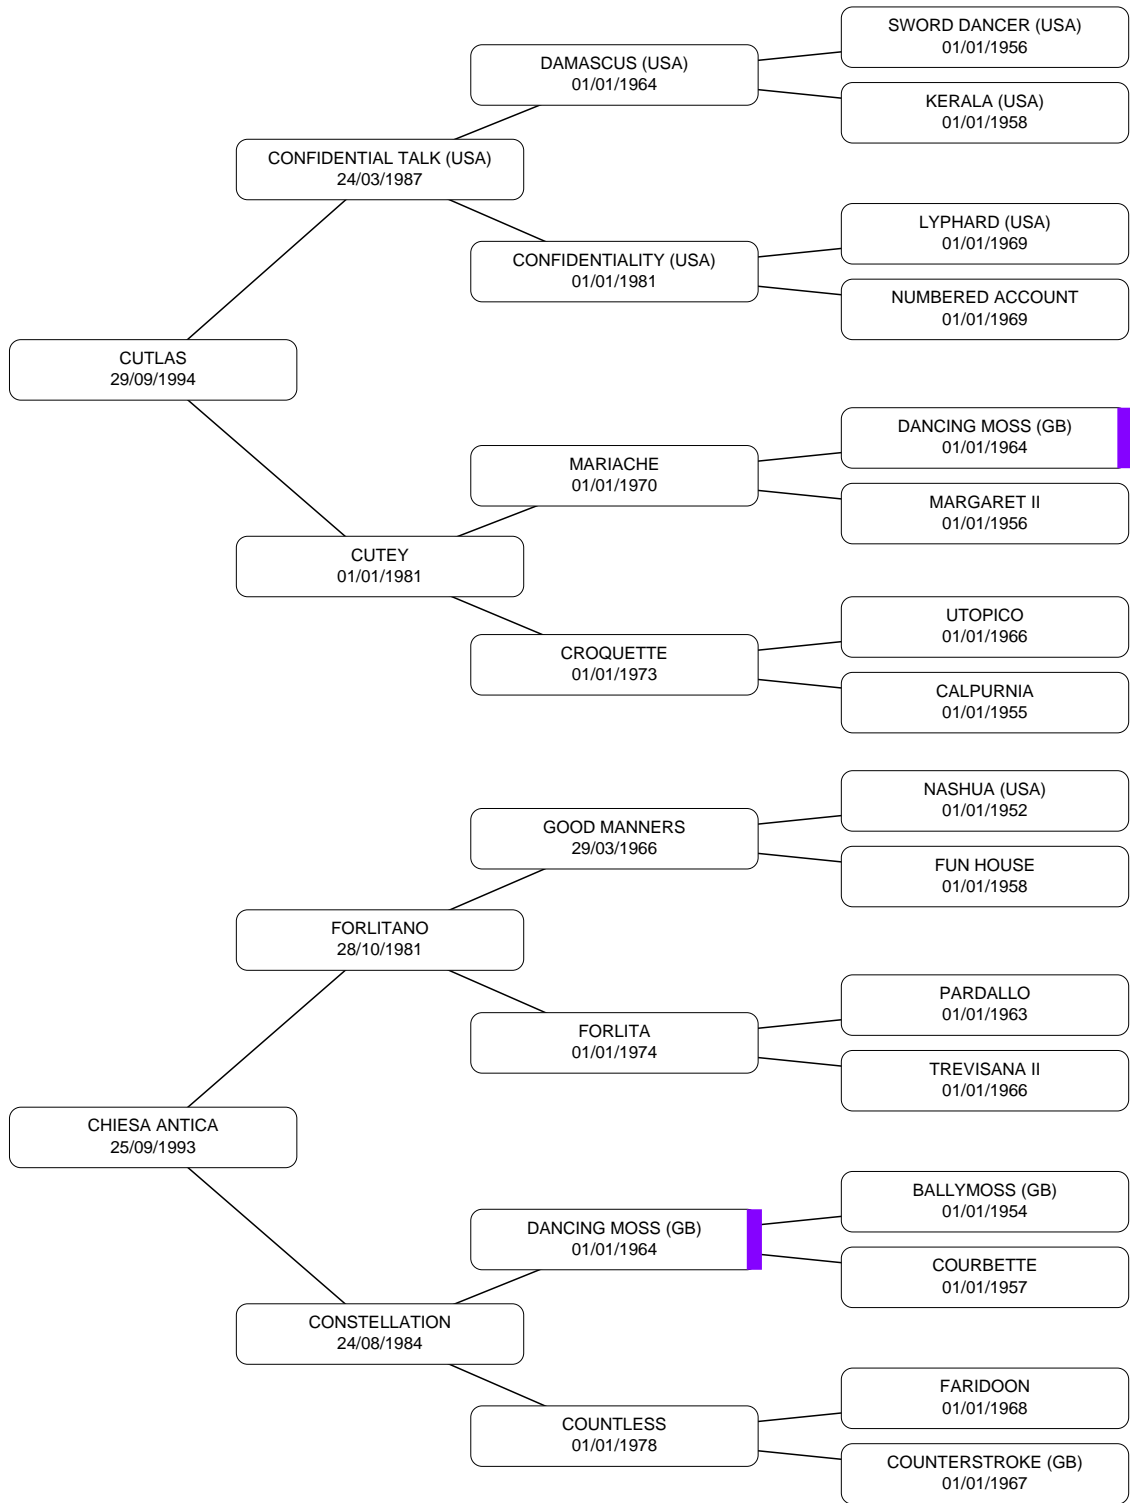 SWORD DANCER (USA)
01/01/1956
DAMASCUS (USA)
01/01/1964
KERALA (USA)
01/01/1958
CONFIDENTIAL TALK (USA)
24/03/1987
LYPHARD (USA)
01/01/1969
CONFIDENTIALITY (USA)
01/01/1981
NUMBERED ACCOUNT
01/01/1969
CUTLAS
29/09/1994
DANCING MOSS (GB)
01/01/1964
MARIACHE
01/01/1970
MARGARET II
01/01/1956
CUTEY
01/01/1981
UTOPICO
01/01/1966
CROQUETTE
01/01/1973
CALPURNIA
01/01/1955
NASHUA (USA)
01/01/1952
GOOD MANNERS
29/03/1966
FUN HOUSE
01/01/1958
FORLITANO
28/10/1981
PARDALLO
01/01/1963
FORLITA
01/01/1974
TREVISANA II
01/01/1966
CHIESA ANTICA
25/09/1993
BALLYMOSS (GB)
01/01/1954
DANCING MOSS (GB)
01/01/1964
COURBETTE
01/01/1957
CONSTELLATION
24/08/1984
FARIDOON
01/01/1968
COUNTLESS
01/01/1978
COUNTERSTROKE (GB)
01/01/1967